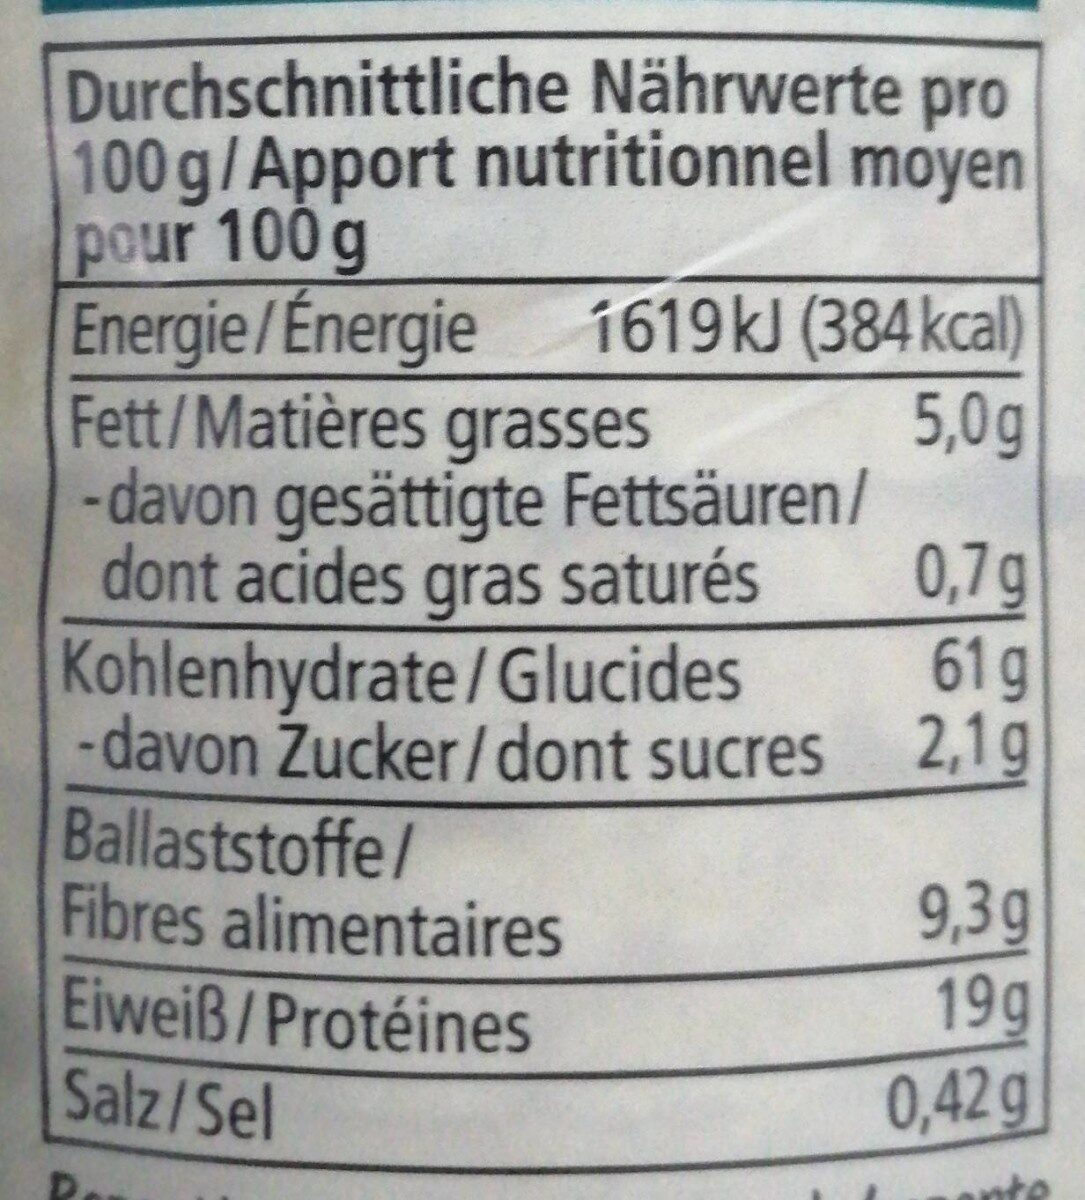 Durchschnittliche Nährwerte pro
100 g/Apport nutritionnel moyen
pour 100 g
Energie/Énergie 1619 kJ (384 kcal)
Fett/Matières grasses 5,0 g
-davon gesättigte Fettsäuren/
dont acides gras saturés 0,7 g
Kohlenhydrate/Glucides 61 g
-davon Zucker/dont sucres 2,1 g
Ballaststoffe/
Fibres alimentaires 9,3 g
Eiweiß/Protéines 19 g
Salz/Sel 0,42 g